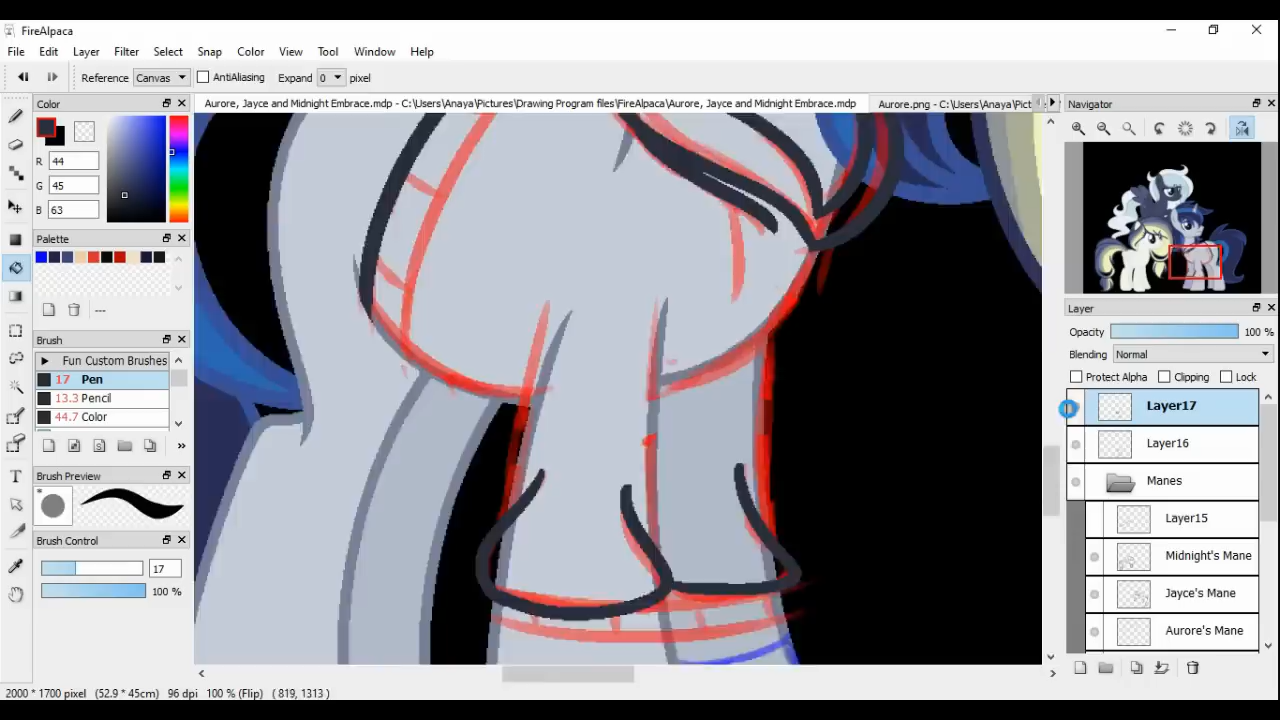 FireAlpaca
File Edit Layer Filter Select Snap Color View Tool Window Help
Reference Canvas AntiAliasing Expand 0 pixel
Color
Aurore, Jayce and Midnight Embrace.mdp - C:\Users\Anaya\Pictures\Drawing Program files\FireAlpaca\Aurore, Jayce and Midnight Embrace.mdp
Aurore.png - C:\Users\Anaya\Pict
Navigator
R 44
G 45
B 63
Palette
---
Brush
Fun Custom Brushes
17 Pen
13.3 Pencil
44.7 Color
Brush Preview
Brush Control
17
100 %
Layer
Opacity 100 %
Blending Normal
Protect Alpha Clipping Lock
Layer17
Layer16
Manes
Layer15
Midnight's Mane
Jayce's Mane
Aurore's Mane
2000 * 1700 pixel (52.9 * 45cm) 96 dpi 100 % (Flip) ( 819, 1313 )